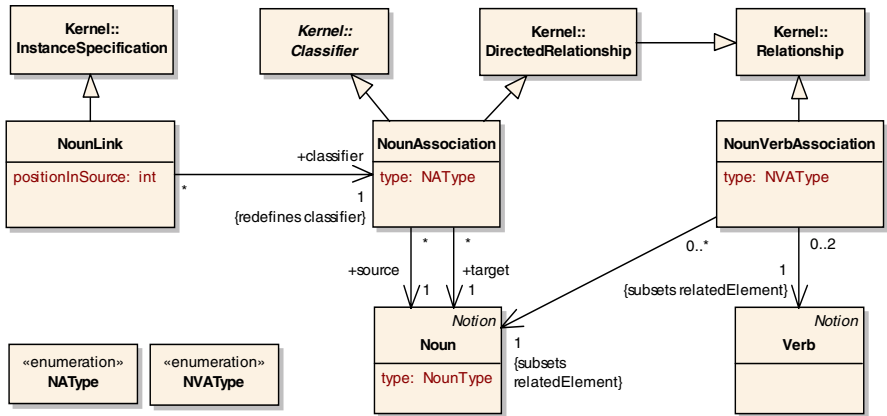 Kernel::
InstanceSpecification
Kernel::
Classifier
Kernel::
DirectedRelationship
Kernel::
Relationship
NounLink
positionInSource: int
+classifier
*
1
{redefines classifier}
NounAssociation
type: NAType
NounVerbAssociation
type: NVAType
*
*
+source
+target
1
1
0..*
0..2
1
{subsets relatedElement}
Notion
Noun
type: NounType
1
{subsets
relatedElement}
Notion
Verb
«enumeration»
NAType
«enumeration»
NVAType